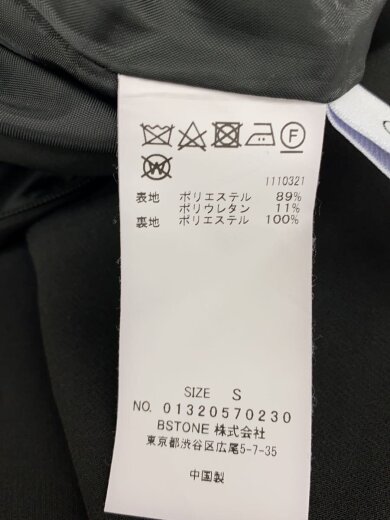 F
W
1110321
表地 ポリエステル 89%
ポリウレタン 11%
裏地 ポリエステル 100%
SIZE S
NO. 01320570230
BSTONE 株式会社
東京都渋谷区広尾5-7-35
中国製